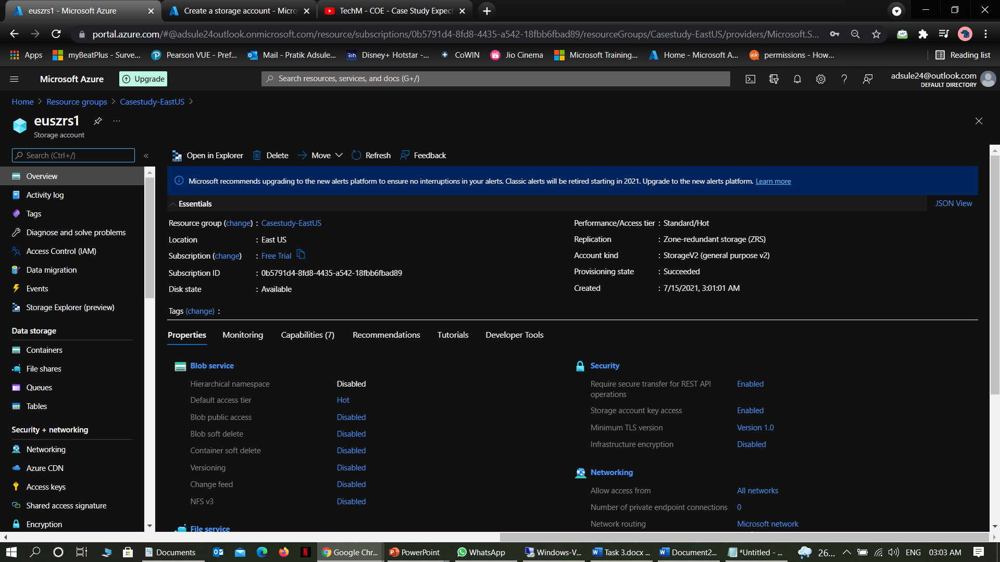 euszrs1 - Microsoft Azure
Create a storage account - Micro
TechM - COE - Case Study Expect
portal.azure.com/#@adsule24outlook.onmicrosoft.com/resource/subscriptions/0b5791d4-8fd8-4435-a542-18fbb6fbad89/resourceGroups/Casestudy-EastUS/providers/Microsoft.S...
Apps
myBeatPlus - Surve...
Pearson VUE - Pref...
Mail - Pratik Adsule...
Disney+ Hotstar -...
CoWIN
Jio Cinema
Microsoft Training...
Home - Microsoft A...
ask
permissions - How...
Reading list
Microsoft Azure
Upgrade
Search resources, services, and docs (G+/)
adsule24@outlook.com
DEFAULT DIRECTORY
Home > Resource groups > Casestudy-EastUS >
euszrs1
Storage account
Search (Ctrl+/)
Overview
Activity log
Tags
Diagnose and solve problems
Access Control (IAM)
Data migration
Events
Storage Explorer (preview)
Data storage
Containers
File shares
Queues
Tables
Security + networking
Networking
Azure CDN
Access keys
Shared access signature
Encryption
Open in Explorer
Delete
Move
Refresh
Feedback
Microsoft recommends upgrading to the new alerts platform to ensure no interruptions in your alerts. Classic alerts will be retired starting in 2021. Upgrade to the new alerts platform. Learn more
Essentials
JSON View
Resource group (change) : Casestudy-EastUS
Location : East US
Subscription (change) : Free Trial
Subscription ID : 0b5791d4-8fd8-4435-a542-18fbb6fbad89
Disk state : Available
Performance/Access tier : Standard/Hot
Replication : Zone-redundant storage (ZRS)
Account kind : StorageV2 (general purpose v2)
Provisioning state : Succeeded
Created : 7/15/2021, 3:01:01 AM
Tags (change) :
Properties
Monitoring
Capabilities (7)
Recommendations
Tutorials
Developer Tools
Blob service
Hierarchical namespace Disabled
Default access tier Hot
Blob public access Disabled
Blob soft delete Disabled
Container soft delete Disabled
Versioning Disabled
Change feed Disabled
NFS v3 Disabled
File service
Security
Require secure transfer for REST API Enabled
operations
Storage account key access Enabled
Minimum TLS version Version 1.0
Infrastructure encryption Disabled
Networking
Allow access from All networks
Number of private endpoint connections 0
Network routing Microsoft network
Documents
Google Chr...
PowerPoint
WhatsApp
Windows-V...
Task 3.docx ...
Document2...
*Untitled - ...
26...
ENG
03:03 AM